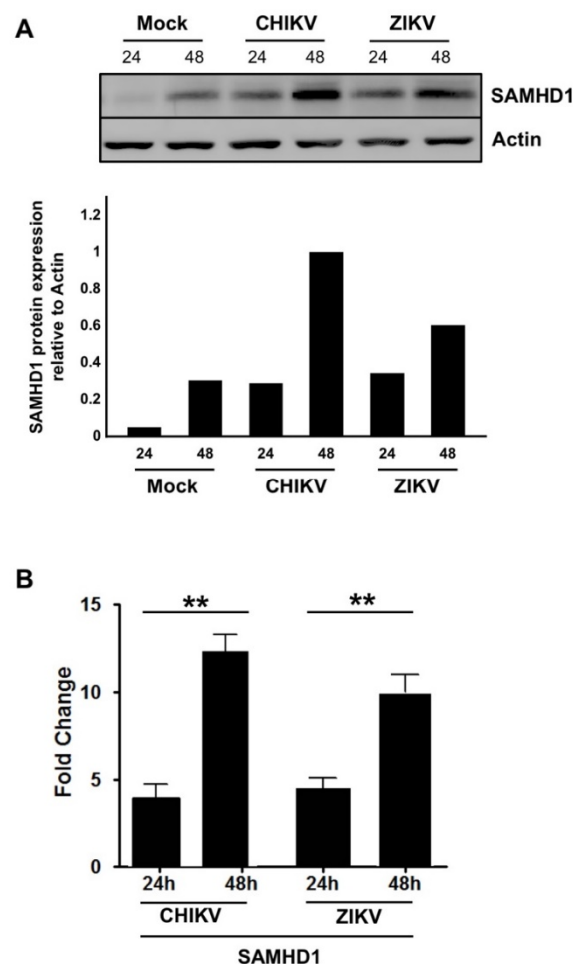 A
Mock CHIKV ZIKV
24 48 24 48 24 48
SAMHD1
Actin
SAMHD1 protein expression
relative to Actin
1.2
1
0.8
0.6
0.4
0.2
0
24 48 24 48 24 48
Mock CHIKV ZIKV
B
** **
Fold Change
15
10
5
0
24h 48h 24h 48h
CHIKV ZIKV
SAMHD1